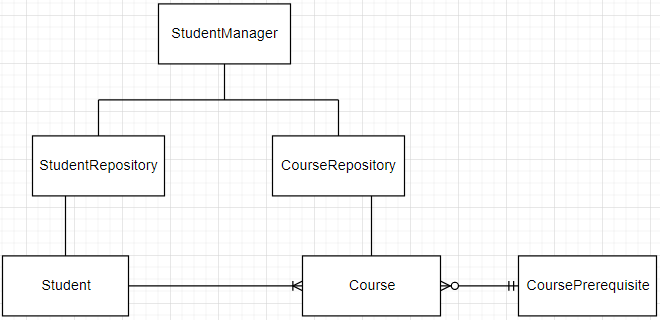 StudentManager
StudentRepository
CourseRepository
Student
Course
CoursePrerequisite